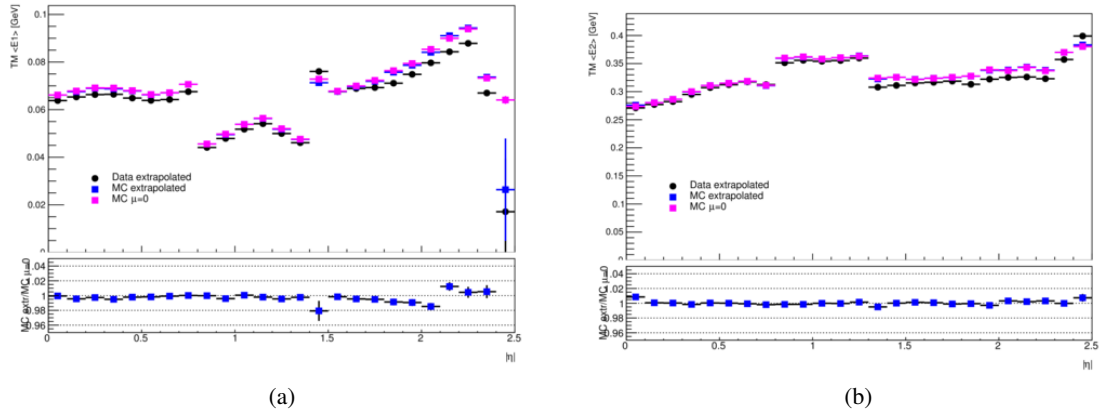 TM <E1> [GeV]
0.1
0.08
0.06
0.04
0.02
0
Data extrapolated
MC extrapolated
MC μ=0
MC extr/MC μ=0
1.04
1.02
1
0.98
0.96
0
0.5
1
1.5
2
2.5
|η|
(a)
TM <E2> [GeV]
0.4
0.35
0.3
0.25
0.2
0.15
0.1
0.05
0
Data extrapolated
MC extrapolated
MC μ=0
MC extr/MC μ=0
1.04
1.02
1
0.98
0.96
0
0.5
1
1.5
2
2.5
|η|
(b)